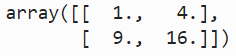 array([[  1.,   4.],
       [  9.,  16.]])